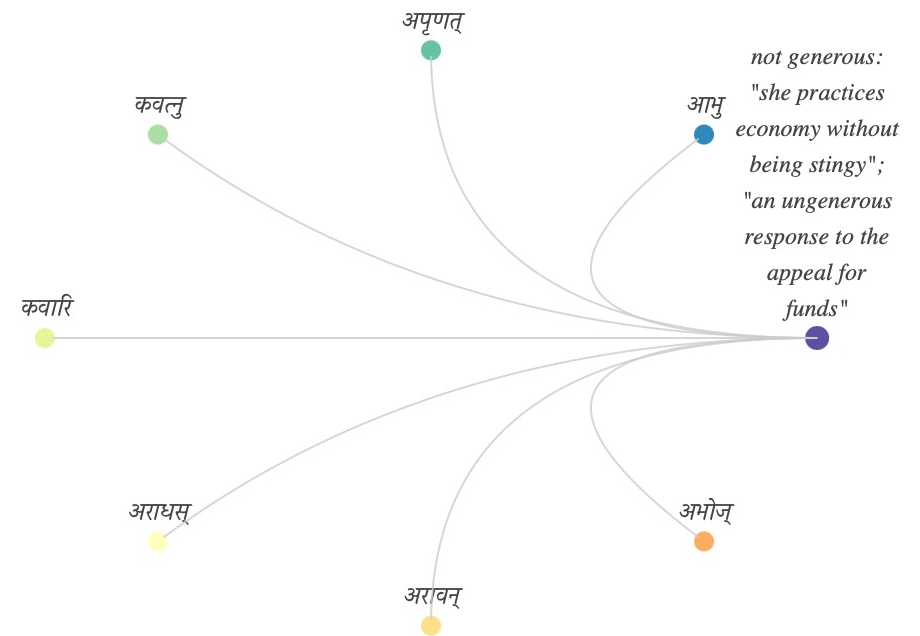 अपृणत्
not generous:
"she practices
economy without
being stingy";
"an ungenerous
response to the
appeal for
funds"
कवत्नु
आभु
कवारि
अराधस्
अभोज्
अरावन्